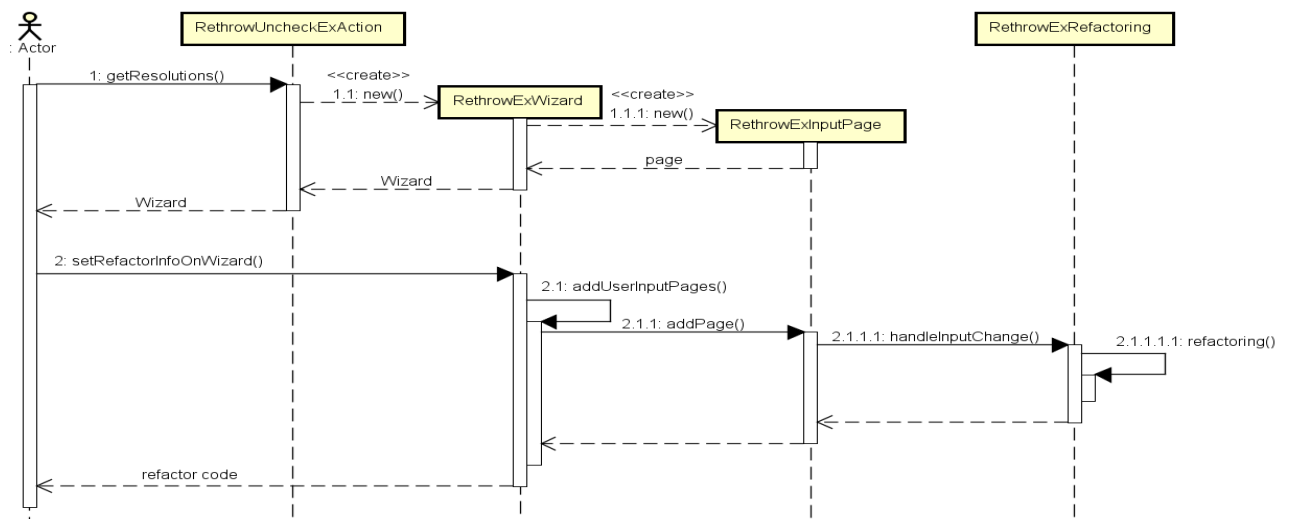 : Actor
RethrowUncheckExAction
RethrowExRefactoring
1: getResolutions()
<<create>>
1.1: new()
RethrowExWizard
<<create>>
1.1.1: new()
RethrowExInputPage
page
Wizard
Wizard
2: setRefactorInfoOnWizard()
2.1: addUserInputPages()
2.1.1: addPage()
2.1.1.1: handleInputChange()
2.1.1.1.1: refactoring()
refactor code